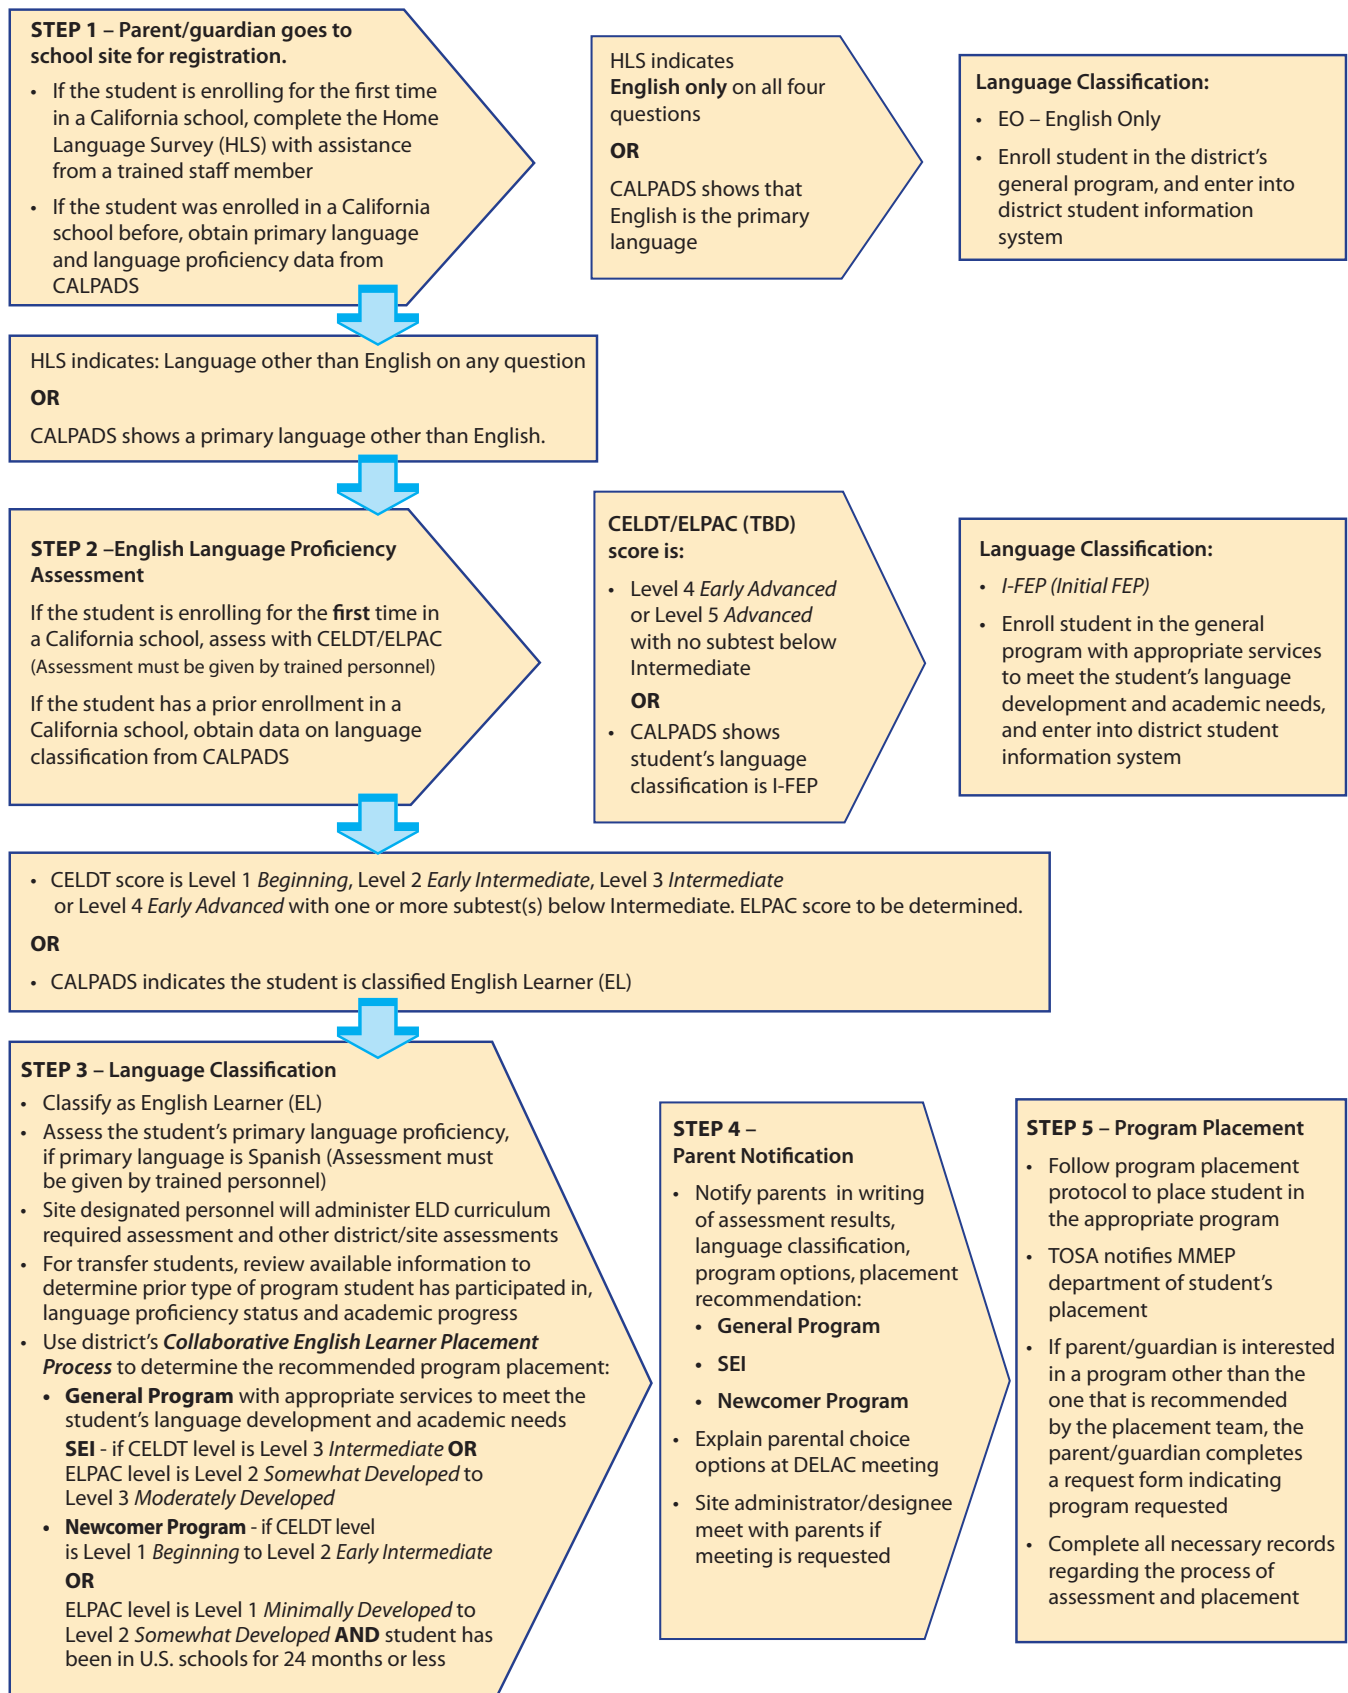 STEP 1 – Parent/guardian goes to
school site for registration.
• If the student is enrolling for the first time
in a California school, complete the Home
Language Survey (HLS) with assistance
from a trained staff member
• If the student was enrolled in a California
school before, obtain primary language
and language proficiency data from
CALPADS
HLS indicates
English only on all four
questions
OR
CALPADS shows that
English is the primary
language
Language Classification:
• EO – English Only
• Enroll student in the district's
general program, and enter into
district student information
system
HLS indicates: Language other than English on any question
OR
CALPADS shows a primary language other than English.
STEP 2 –English Language Proficiency
Assessment
If the student is enrolling for the first time in
a California school, assess with CELDT/ELPAC
(Assessment must be given by trained personnel)
If the student has a prior enrollment in a
California school, obtain data on language
classification from CALPADS
CELDT/ELPAC (TBD)
score is:
• Level 4 Early Advanced
or Level 5 Advanced
with no subtest below
Intermediate
OR
• CALPADS shows
student's language
classification is I-FEP
Language Classification:
• I-FEP (Initial FEP)
• Enroll student in the general
program with appropriate services
to meet the student's language
development and academic needs,
and enter into district student
information system
• CELDT score is Level 1 Beginning, Level 2 Early Intermediate, Level 3 Intermediate
or Level 4 Early Advanced with one or more subtest(s) below Intermediate. ELPAC score to be determined.
OR
• CALPADS indicates the student is classified English Learner (EL)
STEP 3 – Language Classification
• Classify as English Learner (EL)
• Assess the student's primary language proficiency,
if primary language is Spanish (Assessment must
be given by trained personnel)
• Site designated personnel will administer ELD curriculum
required assessment and other district/site assessments
• For transfer students, review available information to
determine prior type of program student has participated in,
language proficiency status and academic progress
• Use district's Collaborative English Learner Placement
Process to determine the recommended program placement:
• General Program with appropriate services to meet the
student's language development and academic needs
SEI - if CELDT level is Level 3 Intermediate OR
ELPAC level is Level 2 Somewhat Developed to
Level 3 Moderately Developed
• Newcomer Program - if CELDT level
is Level 1 Beginning to Level 2 Early Intermediate
OR
ELPAC level is Level 1 Minimally Developed to
Level 2 Somewhat Developed AND student has
been in U.S. schools for 24 months or less
STEP 4 –
Parent Notification
• Notify parents in writing
of assessment results,
language classification,
program options, placement
recommendation:
• General Program
• SEI
• Newcomer Program
• Explain parental choice
options at DELAC meeting
• Site administrator/designee
meet with parents if
meeting is requested
STEP 5 – Program Placement
• Follow program placement
protocol to place student in
the appropriate program
• TOSA notifies MMEP
department of student's
placement
• If parent/guardian is interested
in a program other than the
one that is recommended
by the placement team, the
parent/guardian completes
a request form indicating
program requested
• Complete all necessary records
regarding the process of
assessment and placement